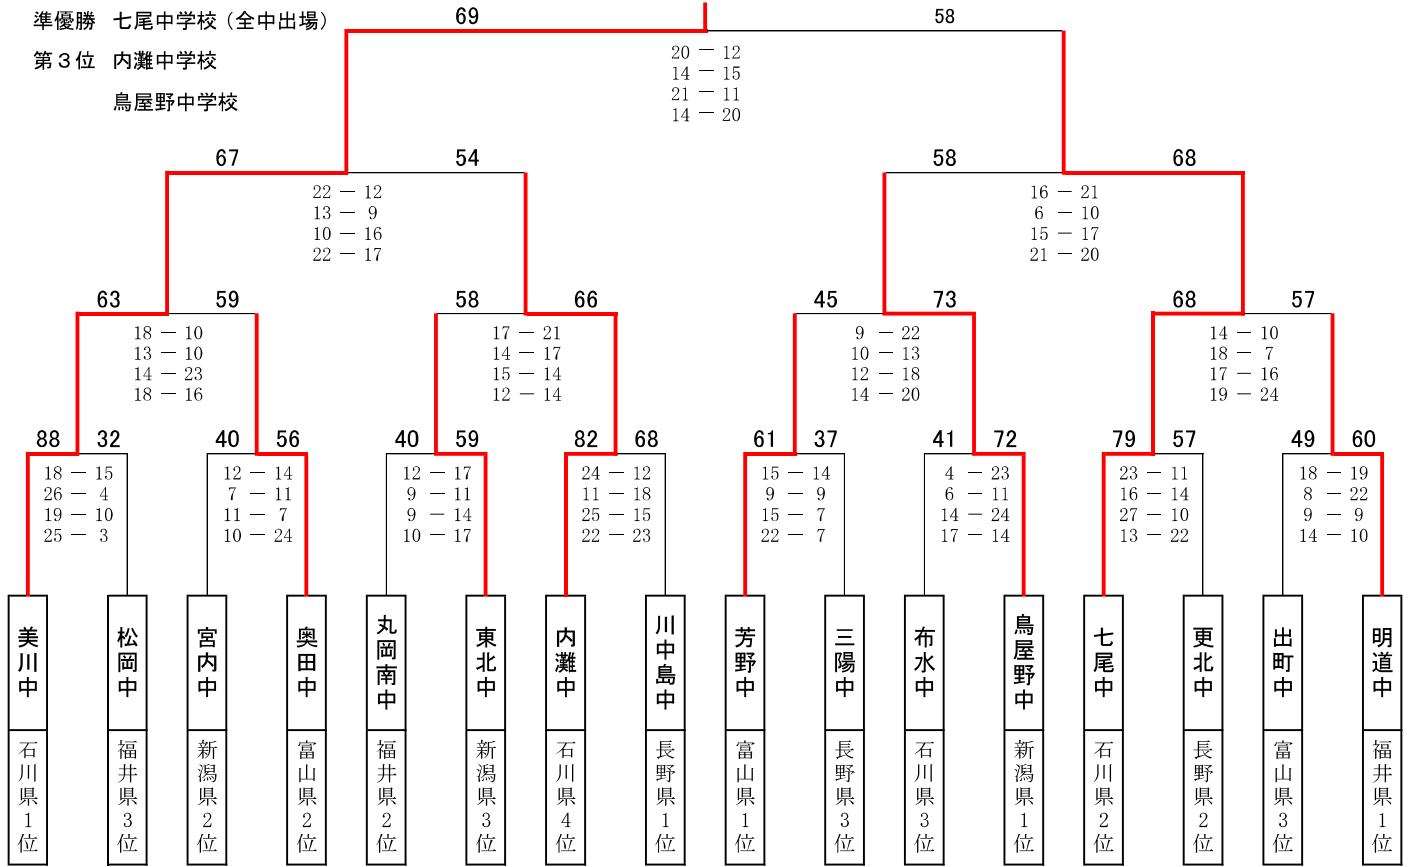 準優勝 七尾中学校（全中出場）
第３位 内灘中学校
鳥屋野中学校
69 58
20 － 12
14 － 15
21 － 11
14 － 20
67 54 58 68
22 － 12 16 － 21
13 － 9 6 － 10
10 － 16 15 － 17
22 － 17 21 － 20
63 59 58 66 45 73 68 57
18 － 10 17 － 21 9 － 22 14 － 10
13 － 10 14 － 17 10 － 13 18 － 7
14 － 23 15 － 14 12 － 18 17 － 16
18 － 16 12 － 14 14 － 20 19 － 24
88 32 40 56 40 59 82 68 61 37 41 72 79 57 49 60
18 － 15 12 － 14 12 － 17 24 － 12 15 － 14 4 － 23 23 － 11 18 － 19
26 － 4 7 － 11 9 － 11 11 － 18 9 － 9 6 － 11 16 － 14 8 － 22
19 － 10 11 － 7 9 － 14 25 － 15 15 － 7 14 － 24 27 － 10 9 － 9
25 － 3 10 － 24 10 － 17 22 － 23 22 － 7 17 － 14 13 － 22 14 － 10
美川中
松岡中
宮内中
奥田中
丸岡南中
東北中
内灘中
川中島中
芳野中
三陽中
布水中
鳥屋野中
七尾中
更北中
出町中
明道中
石川県1位
福井県3位
新潟県2位
富山県2位
福井県2位
新潟県3位
石川県4位
長野県1位
富山県1位
長野県3位
石川県3位
新潟県1位
石川県2位
長野県2位
富山県3位
福井県1位